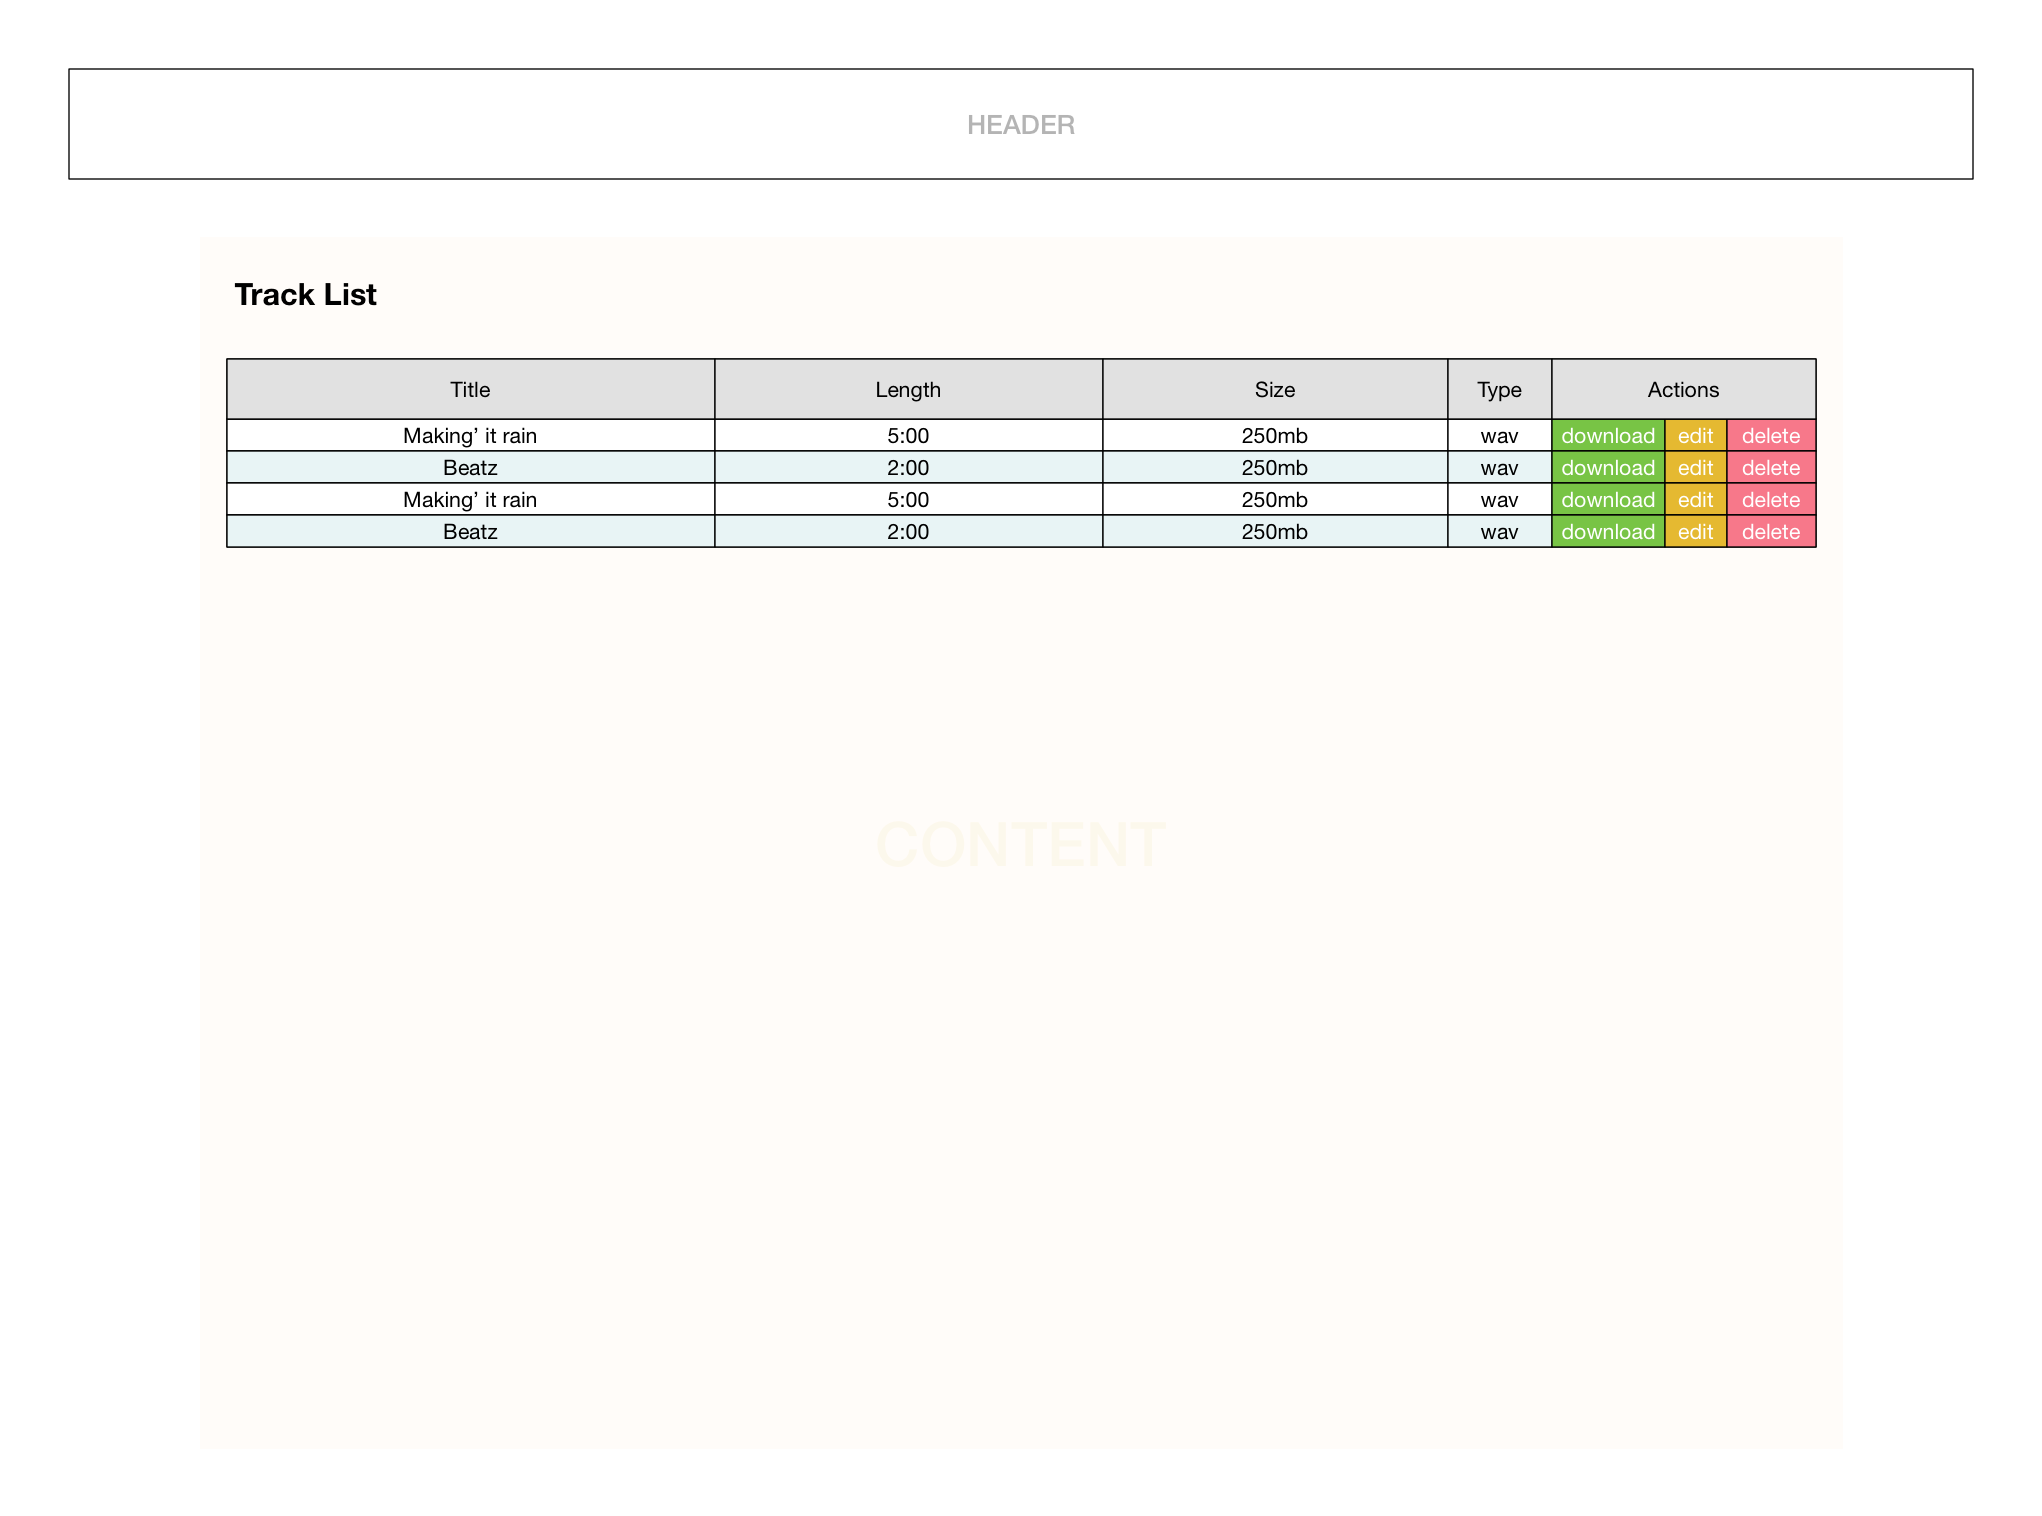 HEADER
Track List
Title Length Size Type Actions
Making’ it rain 5:00 250mb wav download edit delete
Beatz 2:00 250mb wav download edit delete
Making’ it rain 5:00 250mb wav download edit delete
Beatz 2:00 250mb wav download edit delete
CONTENT